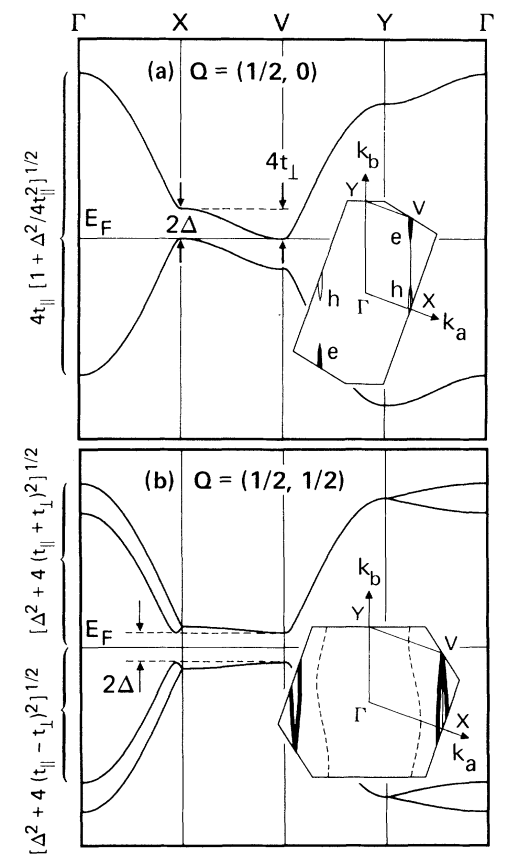 Γ X V Y Γ
(a) Q = (1/2, 0)
4t∥ [1 + Δ²/4t∥²]^1/2
E_F
2Δ
4t⊥
k_b
Y
V
e
h
h
Γ
X
k_a
e
(b) Q = (1/2, 1/2)
[Δ² + 4 (t∥ + t⊥)²]^1/2
[Δ² + 4 (t∥ − t⊥)²]^1/2
E_F
2Δ
k_b
Y
V
Γ
X
k_a